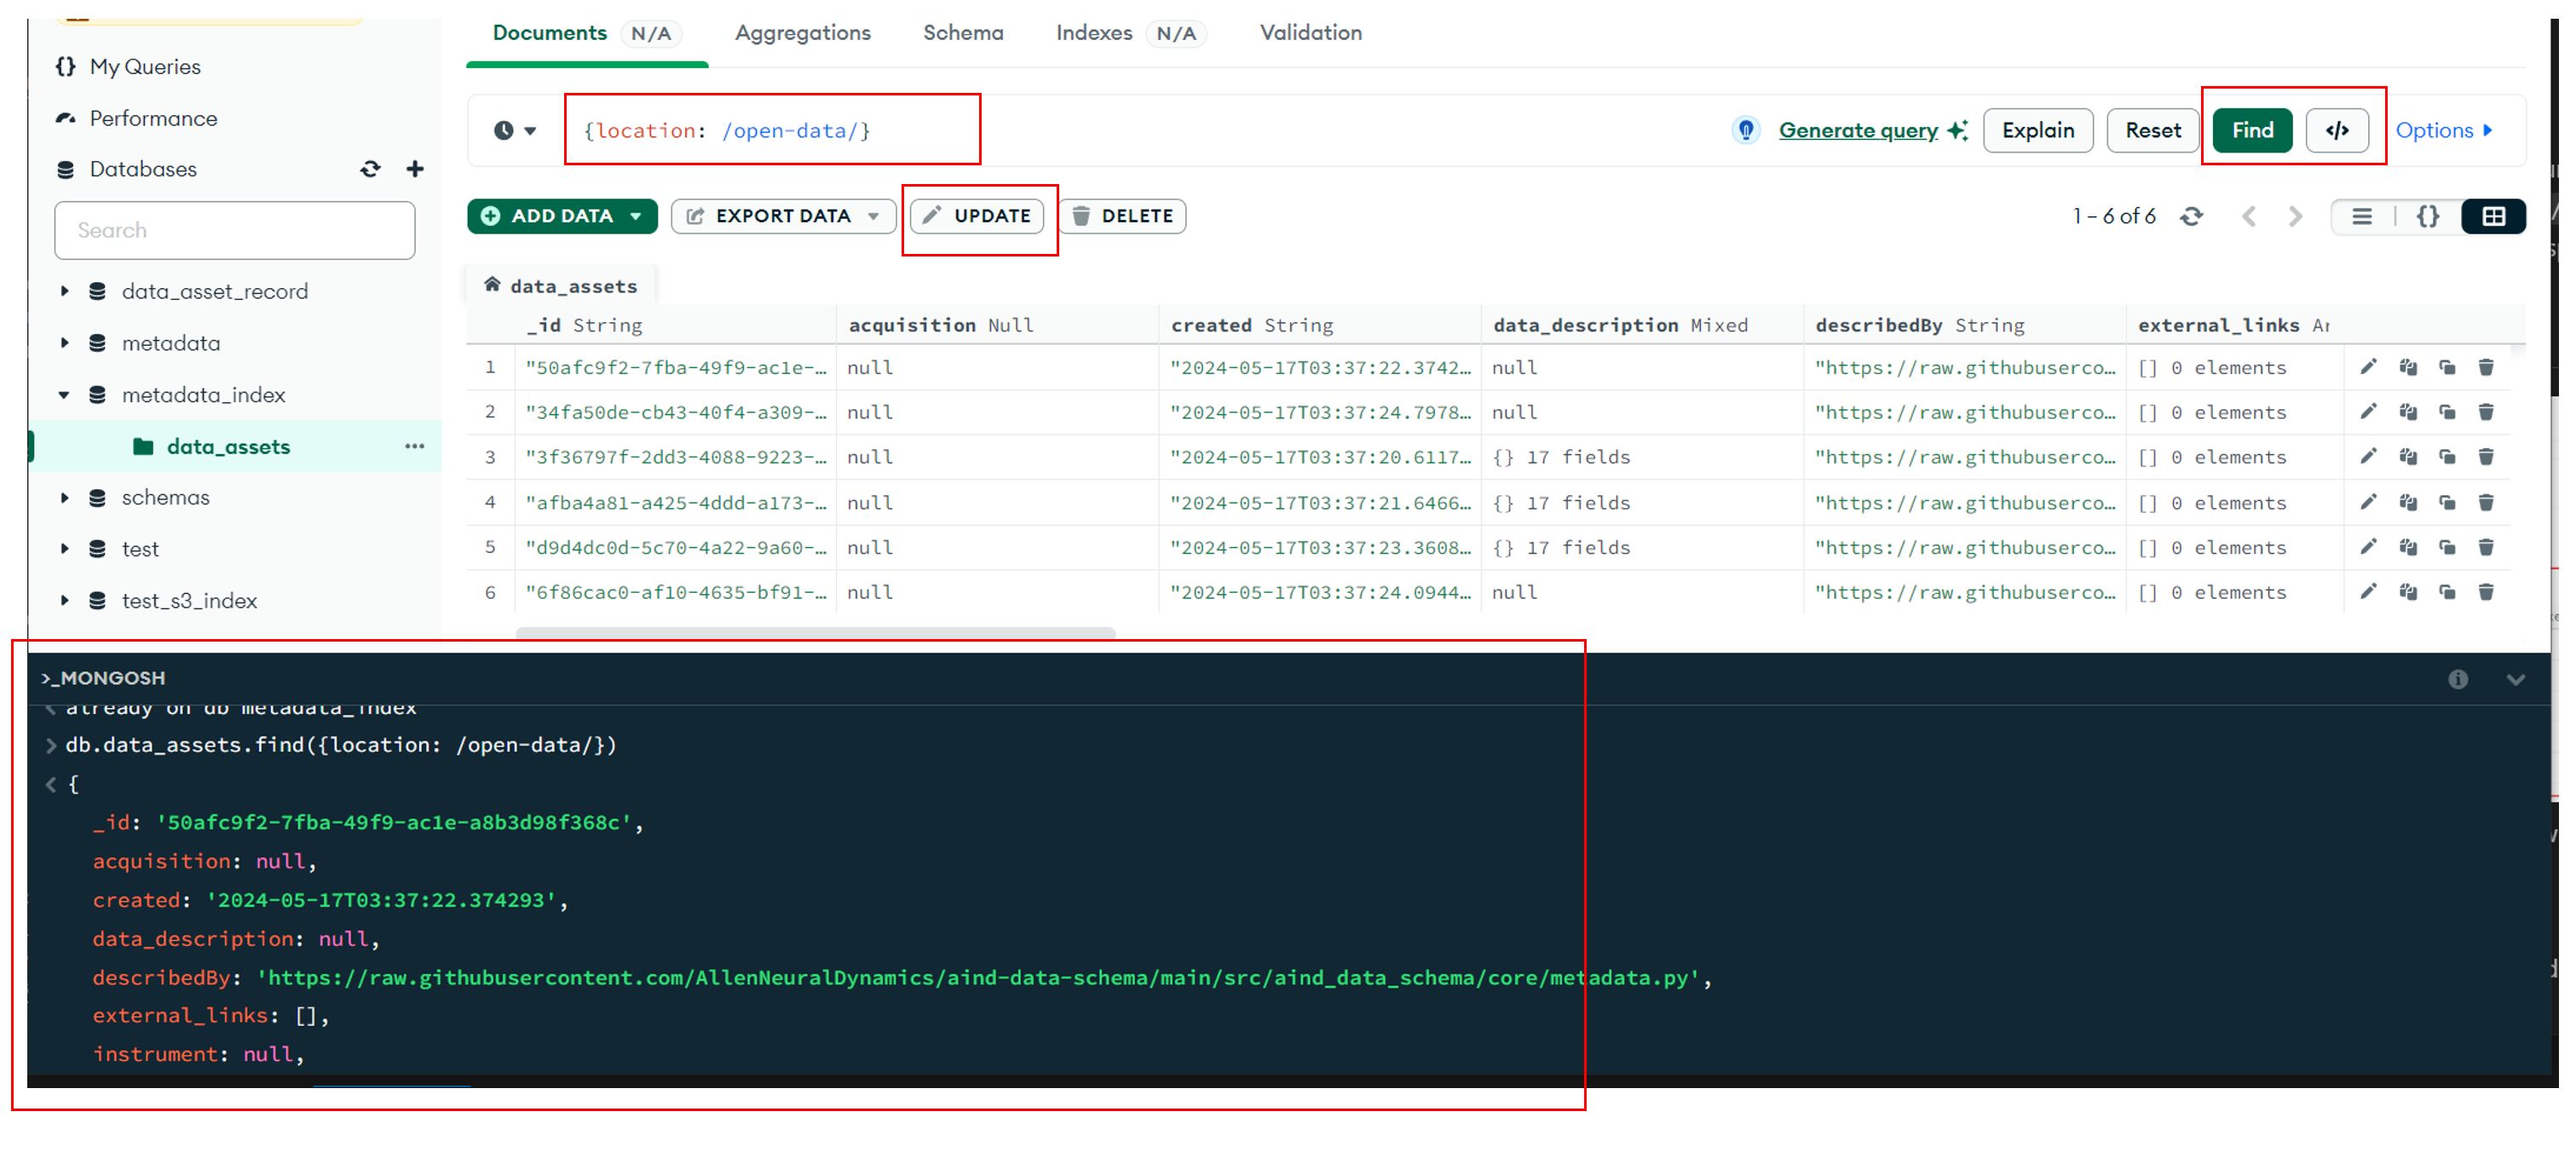 Documents N/A Aggregations Schema Indexes N/A Validation
{} My Queries
Performance
Databases
Search
data_asset_record
metadata
metadata_index
data_assets
schemas
test
test_s3_index
{location: /open-data/}
Generate query Explain Reset Find </> Options
ADD DATA EXPORT DATA UPDATE DELETE
1 – 6 of 6
{}
data_assets
_id String acquisition Null created String data_description Mixed describedBy String external_links
1 "50afc9f2-7fba-49f9-ac1e-… null "2024-05-17T03:37:22.3742… null "https://raw.githubuserco… [] 0 elements
2 "34fa50de-cb43-40f4-a309-… null "2024-05-17T03:37:24.7978… null "https://raw.githubuserco… [] 0 elements
3 "3f36797f-2dd3-4088-9223-… null "2024-05-17T03:37:20.6117… {} 17 fields "https://raw.githubuserco… [] 0 elements
4 "afba4a81-a425-4ddd-a173-… null "2024-05-17T03:37:21.6466… {} 17 fields "https://raw.githubuserco… [] 0 elements
5 "d9d4dc0d-5c70-4a22-9a60-… null "2024-05-17T03:37:23.3608… {} 17 fields "https://raw.githubuserco… [] 0 elements
6 "6f86cac0-af10-4635-bf91-… null "2024-05-17T03:37:24.0944… null "https://raw.githubuserco… [] 0 elements
>_MONGOSH
< already on db metadata_index
> db.data_assets.find({location: /open-data/})
< {
_id: '50afc9f2-7fba-49f9-ac1e-a8b3d98f368c',
acquisition: null,
created: '2024-05-17T03:37:22.374293',
data_description: null,
describedBy: 'https://raw.githubusercontent.com/AllenNeuralDynamics/aind-data-schema/main/src/aind_data_schema/core/metadata.py',
external_links: [],
instrument: null,